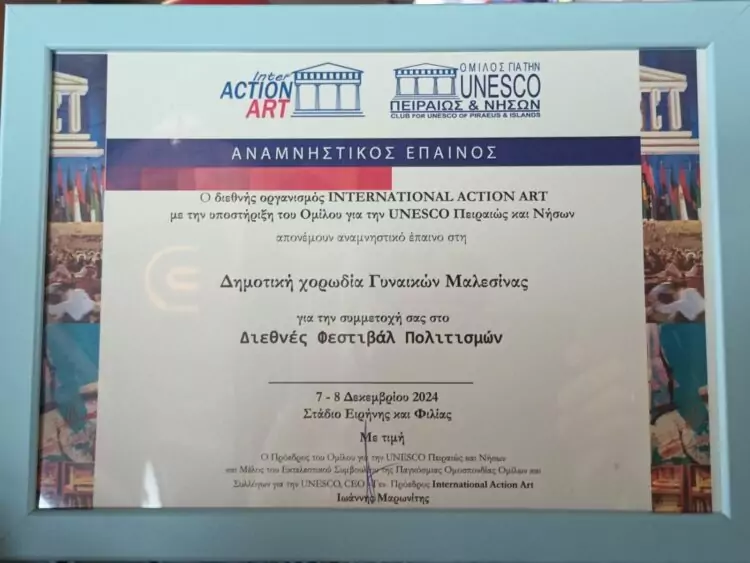 Inter
ACTION
ART
ΟΜΙΛΟΣ ΓΙΑ ΤΗΝ
UNESCO
ΠΕΙΡΑΙΩΣ & ΝΗΣΩΝ
CLUB FOR UNESCO OF PIRAEUS & ISLANDS
ΑΝΑΜΝΗΣΤΙΚΟΣ ΕΠΑΙΝΟΣ
Ο διεθνής οργανισμός INTERNATIONAL ACTION ART
με την υποστήριξη του Ομίλου για την UNESCO Πειραιώς και Νήσων
απονέμουν αναμνηστικό έπαινο στη
Δημοτική χορωδία Γυναικών Μαλεσίνας
για την συμμετοχή σας στο
Διεθνές Φεστιβάλ Πολιτισμών
7 - 8 Δεκεμβρίου 2024
Στάδιο Ειρήνης και Φιλίας
Με τιμή
Ο Πρόεδρος του Ομίλου για την UNESCO Πειραιώς και Νήσων
και Μέλος του Εκτελεστικού Συμβουλίου της Παγκόσμιας Ομοσπονδίας Ομίλων και
Συλλόγων για την UNESCO, CEO Γεν. Πρόεδρος International Action Art
Ιωάννης Μαρωνίτης